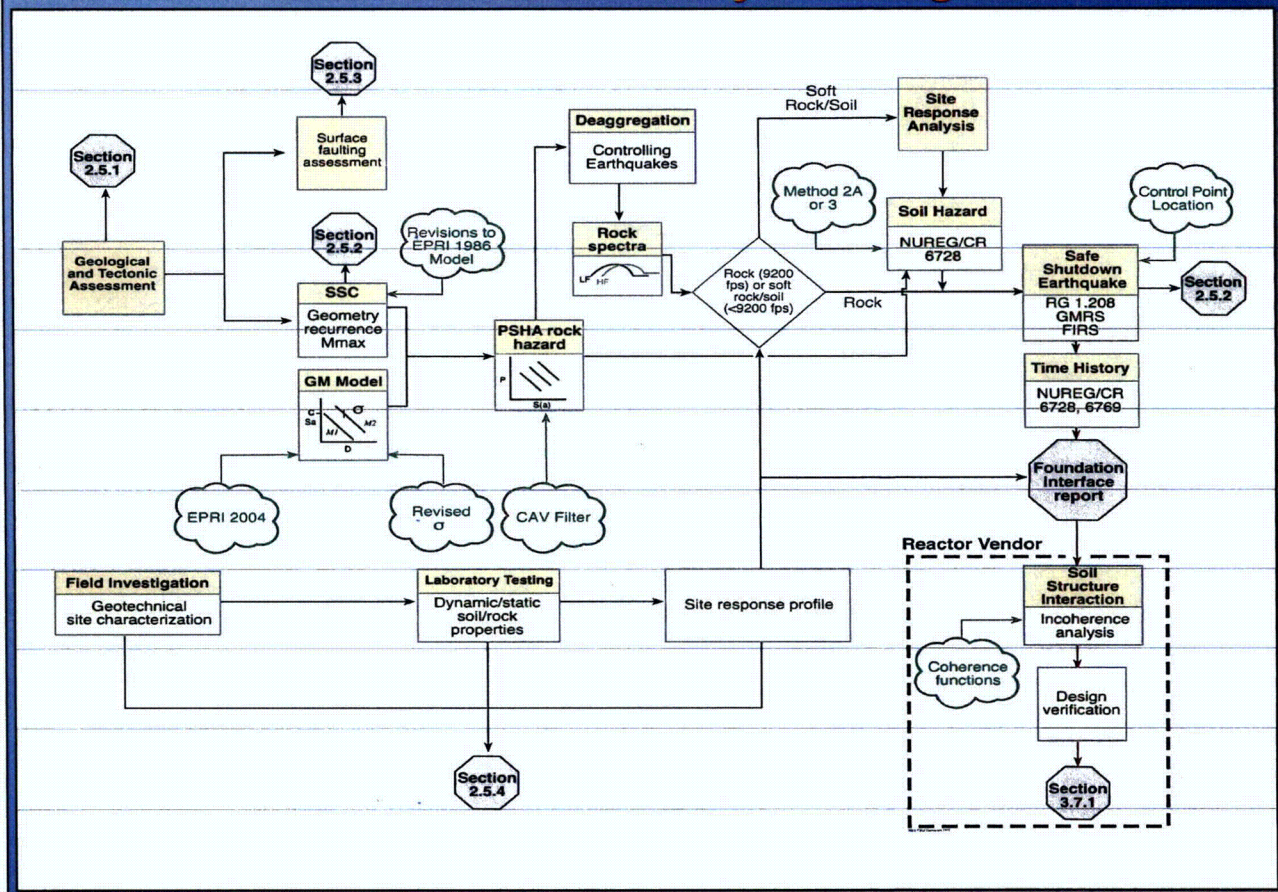 Section
2.5.3
Surface
faulting
assessment
Section
2.5.1
Geological
and Tectonic
Assessment
Section
2.5.2
Revisions to
EPRI 1986
Model
SSC
Geometry
recurrence
Mmax
GM Model
G
Sa
σ
M1
M2
D
EPRI 2004
Revised
σ
CAV Filter
PSHA rock
hazard
P
S(a)
Deaggregation
Controlling
Earthquakes
Rock
spectra
LF
HF
Rock (9200
fps) or soft
rock/soil
(<9200 fps)
Soft
Rock/Soil
Rock
Site
Response
Analysis
Method 2A
or 3
Soil Hazard
NUREG/CR
6728
Control Point
Location
Safe
Shutdown
Earthquake
RG 1.208
GMRS
FIRS
Section
2.5.2
Time History
NUREG/CR
6728, 6769
Foundation
Interface
report
Field Investigation
Geotechnical
site characterization
Laboratory Testing
Dynamic/static
soil/rock
properties
Site response profile
Section
2.5.4
Reactor Vendor
Soil
Structure
Interaction
Incoherence
analysis
Coherence
functions
Design
verification
Section
3.7.1